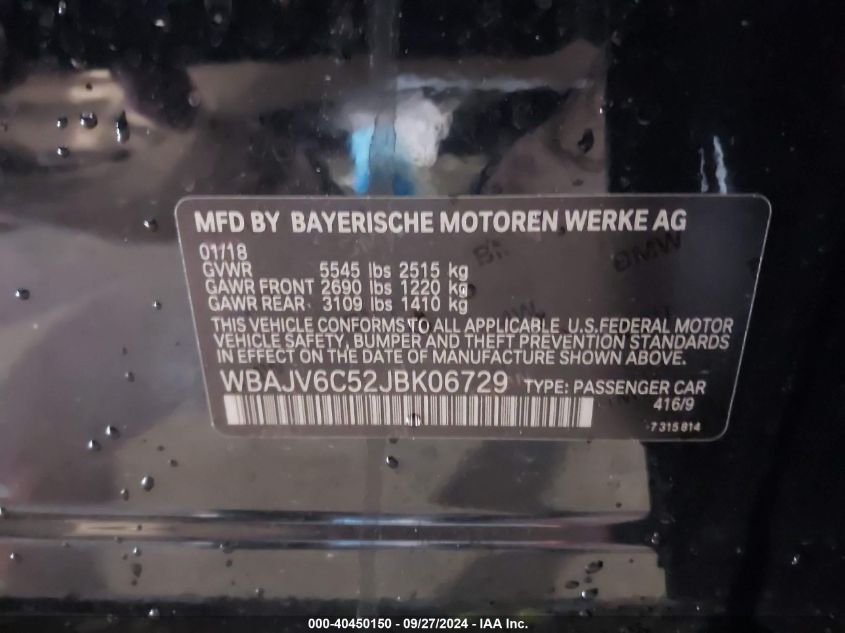 MFD BY BAYERISCHE MOTOREN WERKE AG
01/18
GVWR 5545 lbs 2515 kg
GAWR FRONT 2690 lbs 1220 kg
GAWR REAR 3109 lbs 1410 kg
THIS VEHICLE CONFORMS TO ALL APPLICABLE U.S.FEDERAL MOTOR
VEHICLE SAFETY, BUMPER AND THEFT PREVENTION STANDARDS
IN EFFECT ON THE DATE OF MANUFACTURE SHOWN ABOVE.
WBAJV6C52JBK06729 TYPE: PASSENGER CAR
416/9
7 315 814
000-40450150 - 09/27/2024 - IAA Inc.